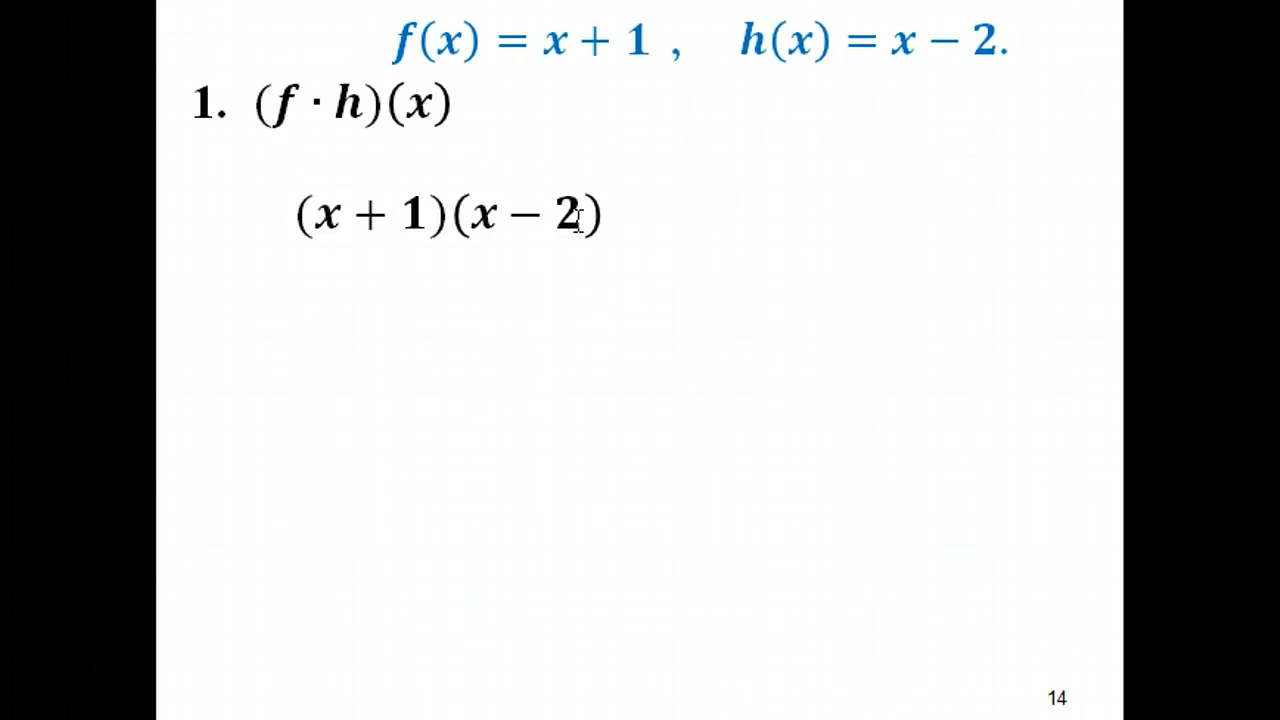 f(x) = x + 1 , h(x) = x − 2.
1. (f · h)(x)
(x + 1)(x − 2)
14